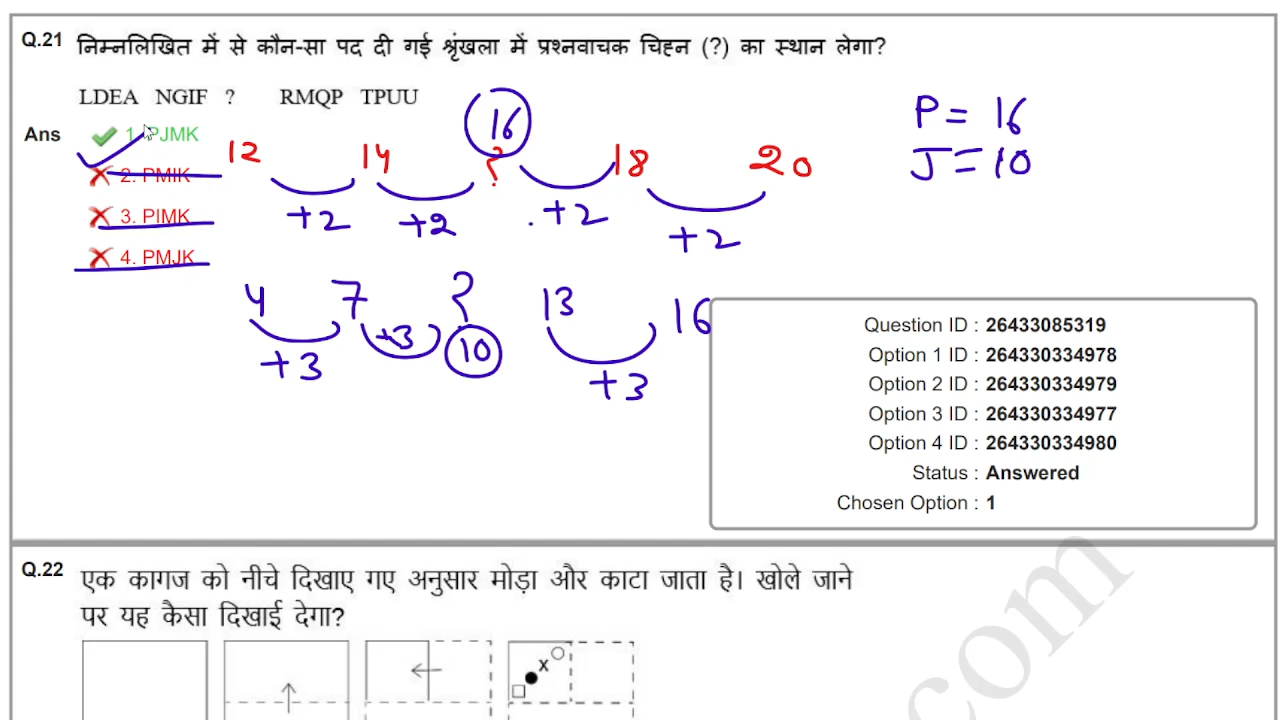 Q.21 निम्नलिखित में से कौन-सा पद दी गई श्रृंखला में प्रश्नवाचक चिह्न (?) का स्थान लेगा?
LDEA NGIF ? RMQP TPUU
Ans 1. PJMK
2. PMIK
3. PIMK
4. PMJK
12 14 16 ? 18 20
+2 +2 +2 +2
4 7 ? 13 16
+3 +3 10 +3
P = 16
J = 10
Question ID : 26433085319
Option 1 ID : 264330334978
Option 2 ID : 264330334979
Option 3 ID : 264330334977
Option 4 ID : 264330334980
Status : Answered
Chosen Option : 1
Q.22 एक कागज को नीचे दिखाए गए अनुसार मोड़ा और काटा जाता है। खोले जाने
पर यह कैसा दिखाई देगा?
x
.com